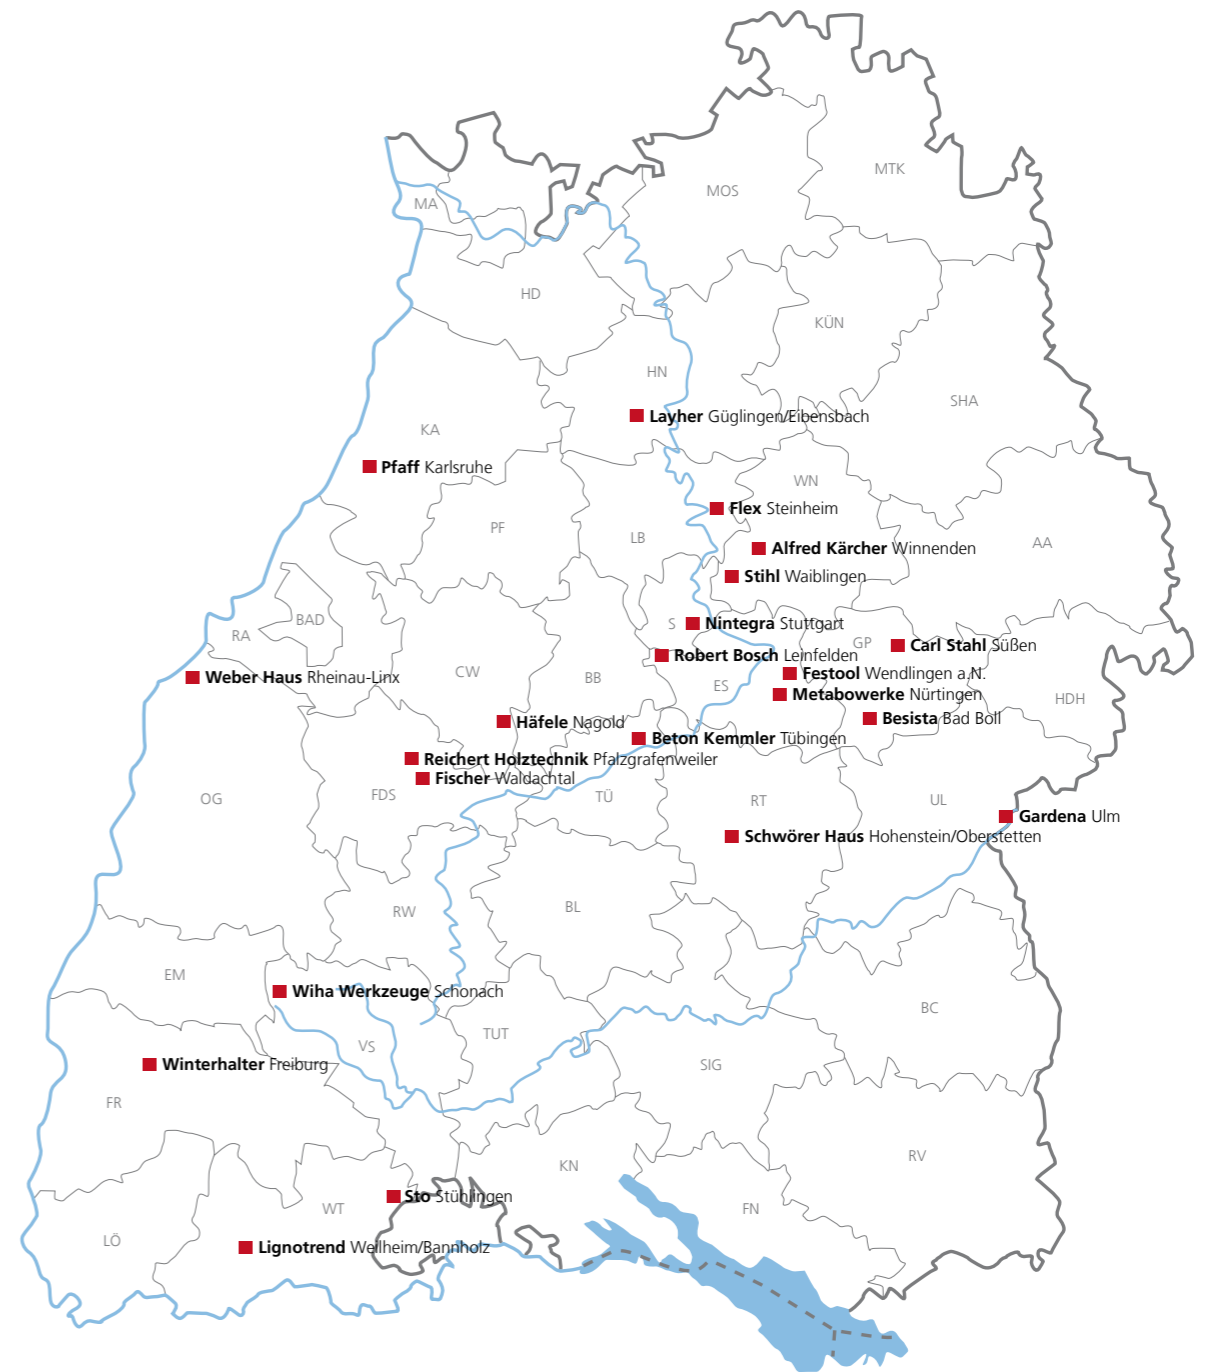 MTK
MOS
MA
HD
KÜN
HN
SHA
Layher Güglingen/Eibensbach
KA
Pfaff Karlsruhe
WN
Flex Steinheim
PF
LB
AA
Alfred Kärcher Winnenden
Stihl Waiblingen
BAD
S
Nintegra Stuttgart
RA
GP
Carl Stahl Süßen
Robert Bosch Leinfelden
CW
Festool Wendlingen a.N.
Weber Haus Rheinau-Linx
BB
ES
Metabowerke Nürtingen
HDH
Besista Bad Boll
Häfele Nagold
Beton Kemmler Tübingen
Reichert Holztechnik Pfalzgrafenweiler
Fischer Waldachtal
FDS
TÜ
OG
RT
UL
Gardena Ulm
Schwörer Haus Hohenstein/Oberstetten
BL
RW
EM
Wiha Werkzeuge Schonach
BC
TUT
VS
Winterhalter Freiburg
SIG
FR
RV
KN
Sto Stühlingen
WT
FN
LÖ
Lignotrend Weilheim/Bannholz